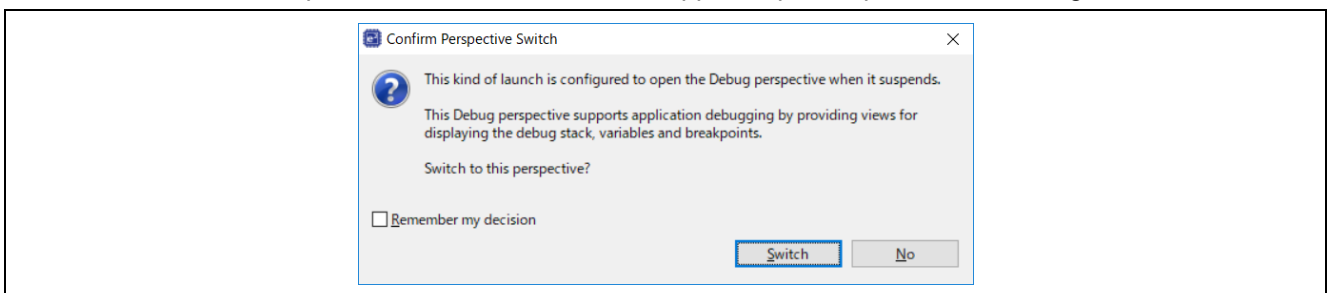 Confirm Perspective Switch
This kind of launch is configured to open the Debug perspective when it suspends.
This Debug perspective supports application debugging by providing views for
displaying the debug stack, variables and breakpoints.
Switch to this perspective?
Remember my decision
Switch No